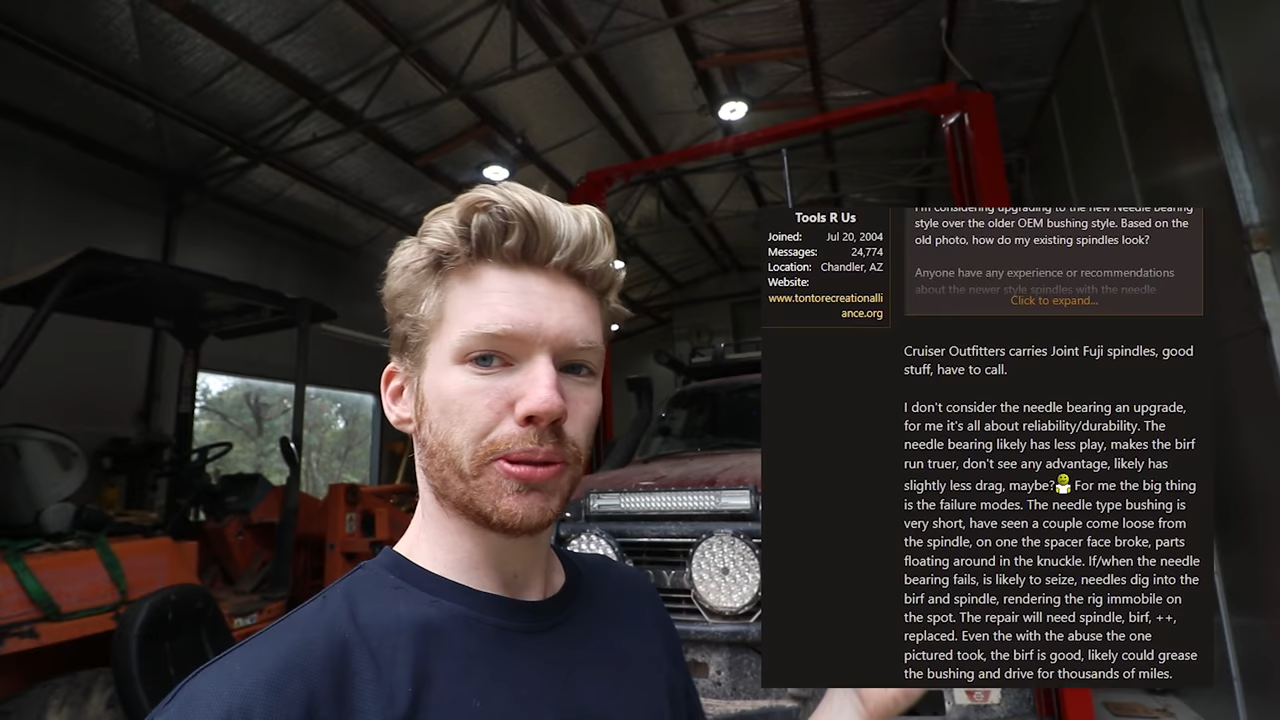 Tools R Us
Joined: Jul 20, 2004
Messages: 24,774
Location: Chandler, AZ
Website:
www.tontorecreationalli
ance.org
I'm considering upgrading to the new Needle bearing
style over the older OEM bushing style. Based on the
old photo, how do my existing spindles look?
Anyone have any experience or recommendations
about the newer style spindles with the needle
Click to expand...
Cruiser Outfitters carries Joint Fuji spindles, good
stuff, have to call.
I don't consider the needle bearing an upgrade,
for me it's all about reliability/durability. The
needle bearing likely has less play, makes the birf
run truer, don't see any advantage, likely has
slightly less drag, maybe? For me the big thing
is the failure modes. The needle type bushing is
very short, have seen a couple come loose from
the spindle, on one the spacer face broke, parts
floating around in the knuckle. If/when the needle
bearing fails, is likely to seize, needles dig into the
birf and spindle, rendering the rig immobile on
the spot. The repair will need spindle, birf, ++,
replaced. Even the with the abuse the one
pictured took, the birf is good, likely could grease
the bushing and drive for thousands of miles.